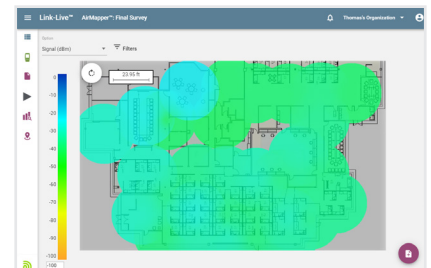 Link-Live™ AirMapper™: Final Survey
Thomas's Organization
Signal (dBm)
Filters
23.95 ft
0
-10
-20
-30
-40
-50
-60
-70
-80
-90
-100
-100